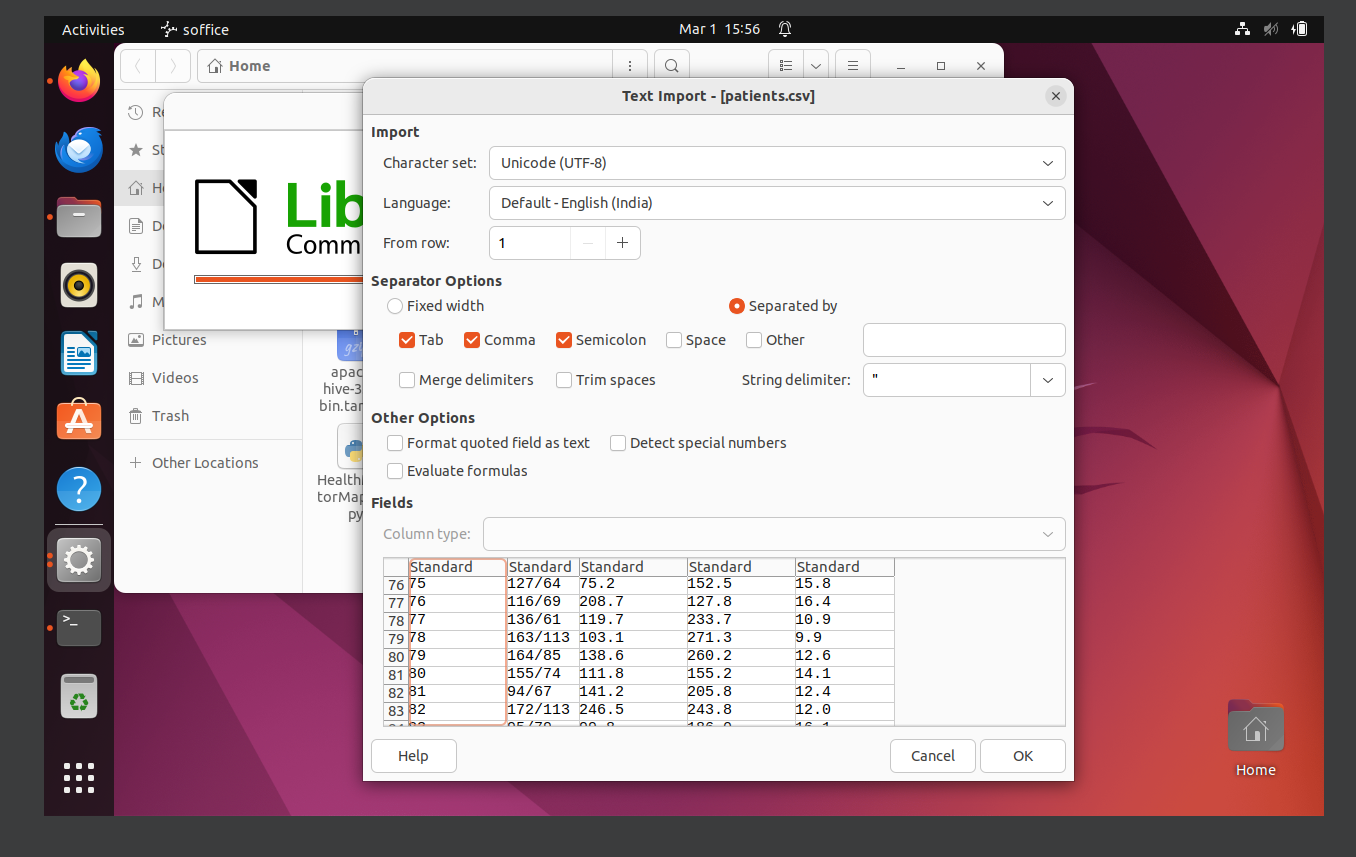 Activities soffice Mar 1 15:56
Home
Text Import - [patients.csv]
Import
Character set: Unicode (UTF-8)
Language: Default - English (India)
From row: 1
Separator Options
Fixed width Separated by
Tab Comma Semicolon Space Other
Merge delimiters Trim spaces String delimiter: "
Other Options
Format quoted field as text Detect special numbers
Evaluate formulas
Fields
Column type:
Standard Standard Standard Standard Standard
76 75 127/64 75.2 152.5 15.8
77 76 116/69 208.7 127.8 16.4
78 77 136/61 119.7 233.7 10.9
79 78 163/113 103.1 271.3 9.9
80 79 164/85 138.6 260.2 12.6
81 80 155/74 111.8 155.2 14.1
82 81 94/67 141.2 205.8 12.4
83 82 172/113 246.5 243.8 12.0
Help Cancel OK
Re
St
Ho
Do
Do
M
Pictures
Videos
Trash
Other Locations
Lib
Comm
apac
hive-3
bin.tar
Health
torMap
py
Home